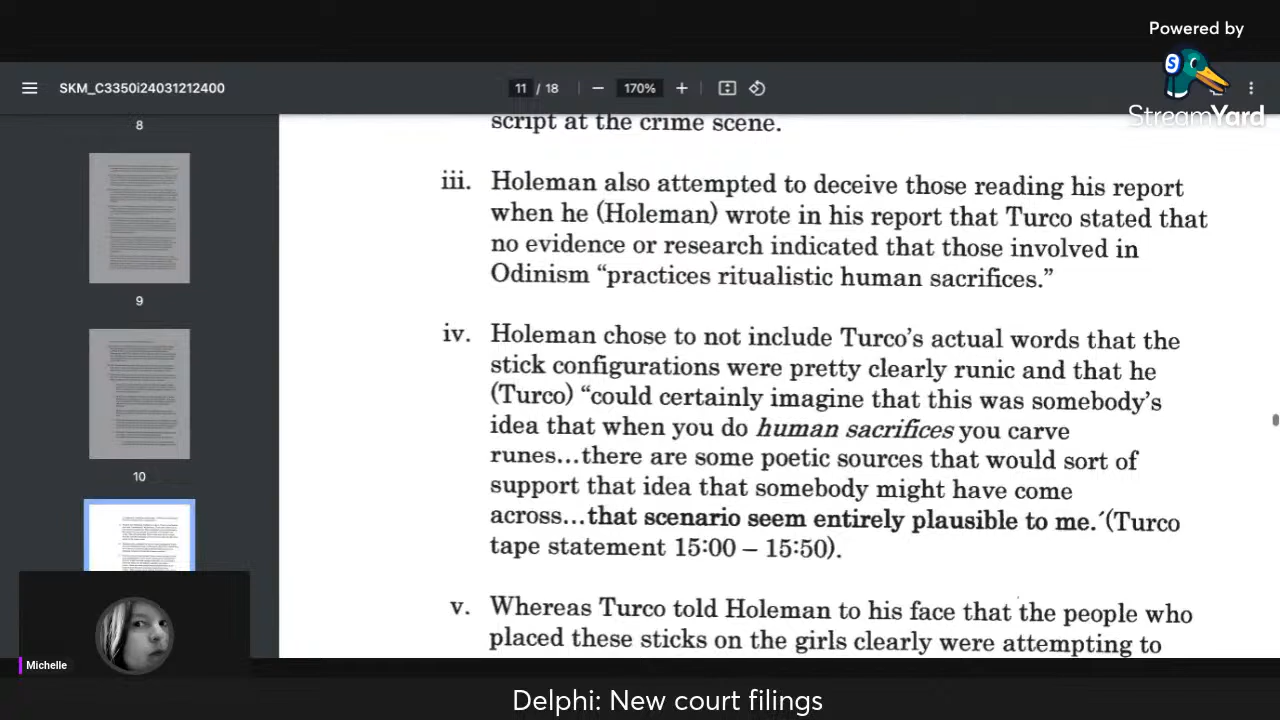 Powered by
StreamYard
SKM_C3350i24031212400
11 / 18
170%
8
9
10
script at the crime scene.
iii. Holeman also attempted to deceive those reading his report
when he (Holeman) wrote in his report that Turco stated that
no evidence or research indicated that those involved in
Odinism “practices ritualistic human sacrifices.”
iv. Holeman chose to not include Turco’s actual words that the
stick configurations were pretty clearly runic and that he
(Turco) “could certainly imagine that this was somebody’s
idea that when you do human sacrifices you carve
runes…there are some poetic sources that would sort of
support that idea that somebody might have come
across…that scenario seem entirely plausible to me.´(Turco
tape statement 15:00 – 15:50).
v. Whereas Turco told Holeman to his face that the people who
placed these sticks on the girls clearly were attempting to
Michelle
Delphi: New court filings